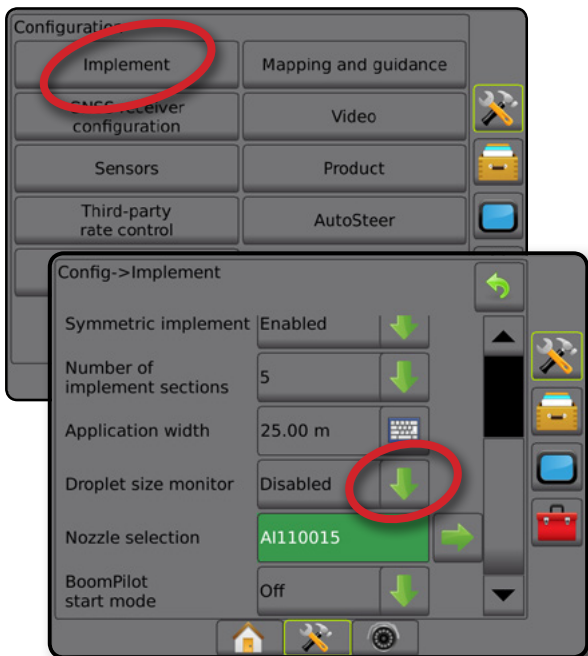 Configuration
Implement
Mapping and guidance
GNSS receiver
configuration
Video
Sensors
Product
Third-party
rate control
AutoSteer
Config->Implement
Symmetric implement
Enabled
Number of
implement sections
5
Application width
25.00 m
Droplet size monitor
Disabled
Nozzle selection
AI110015
BoomPilot
start mode
Off